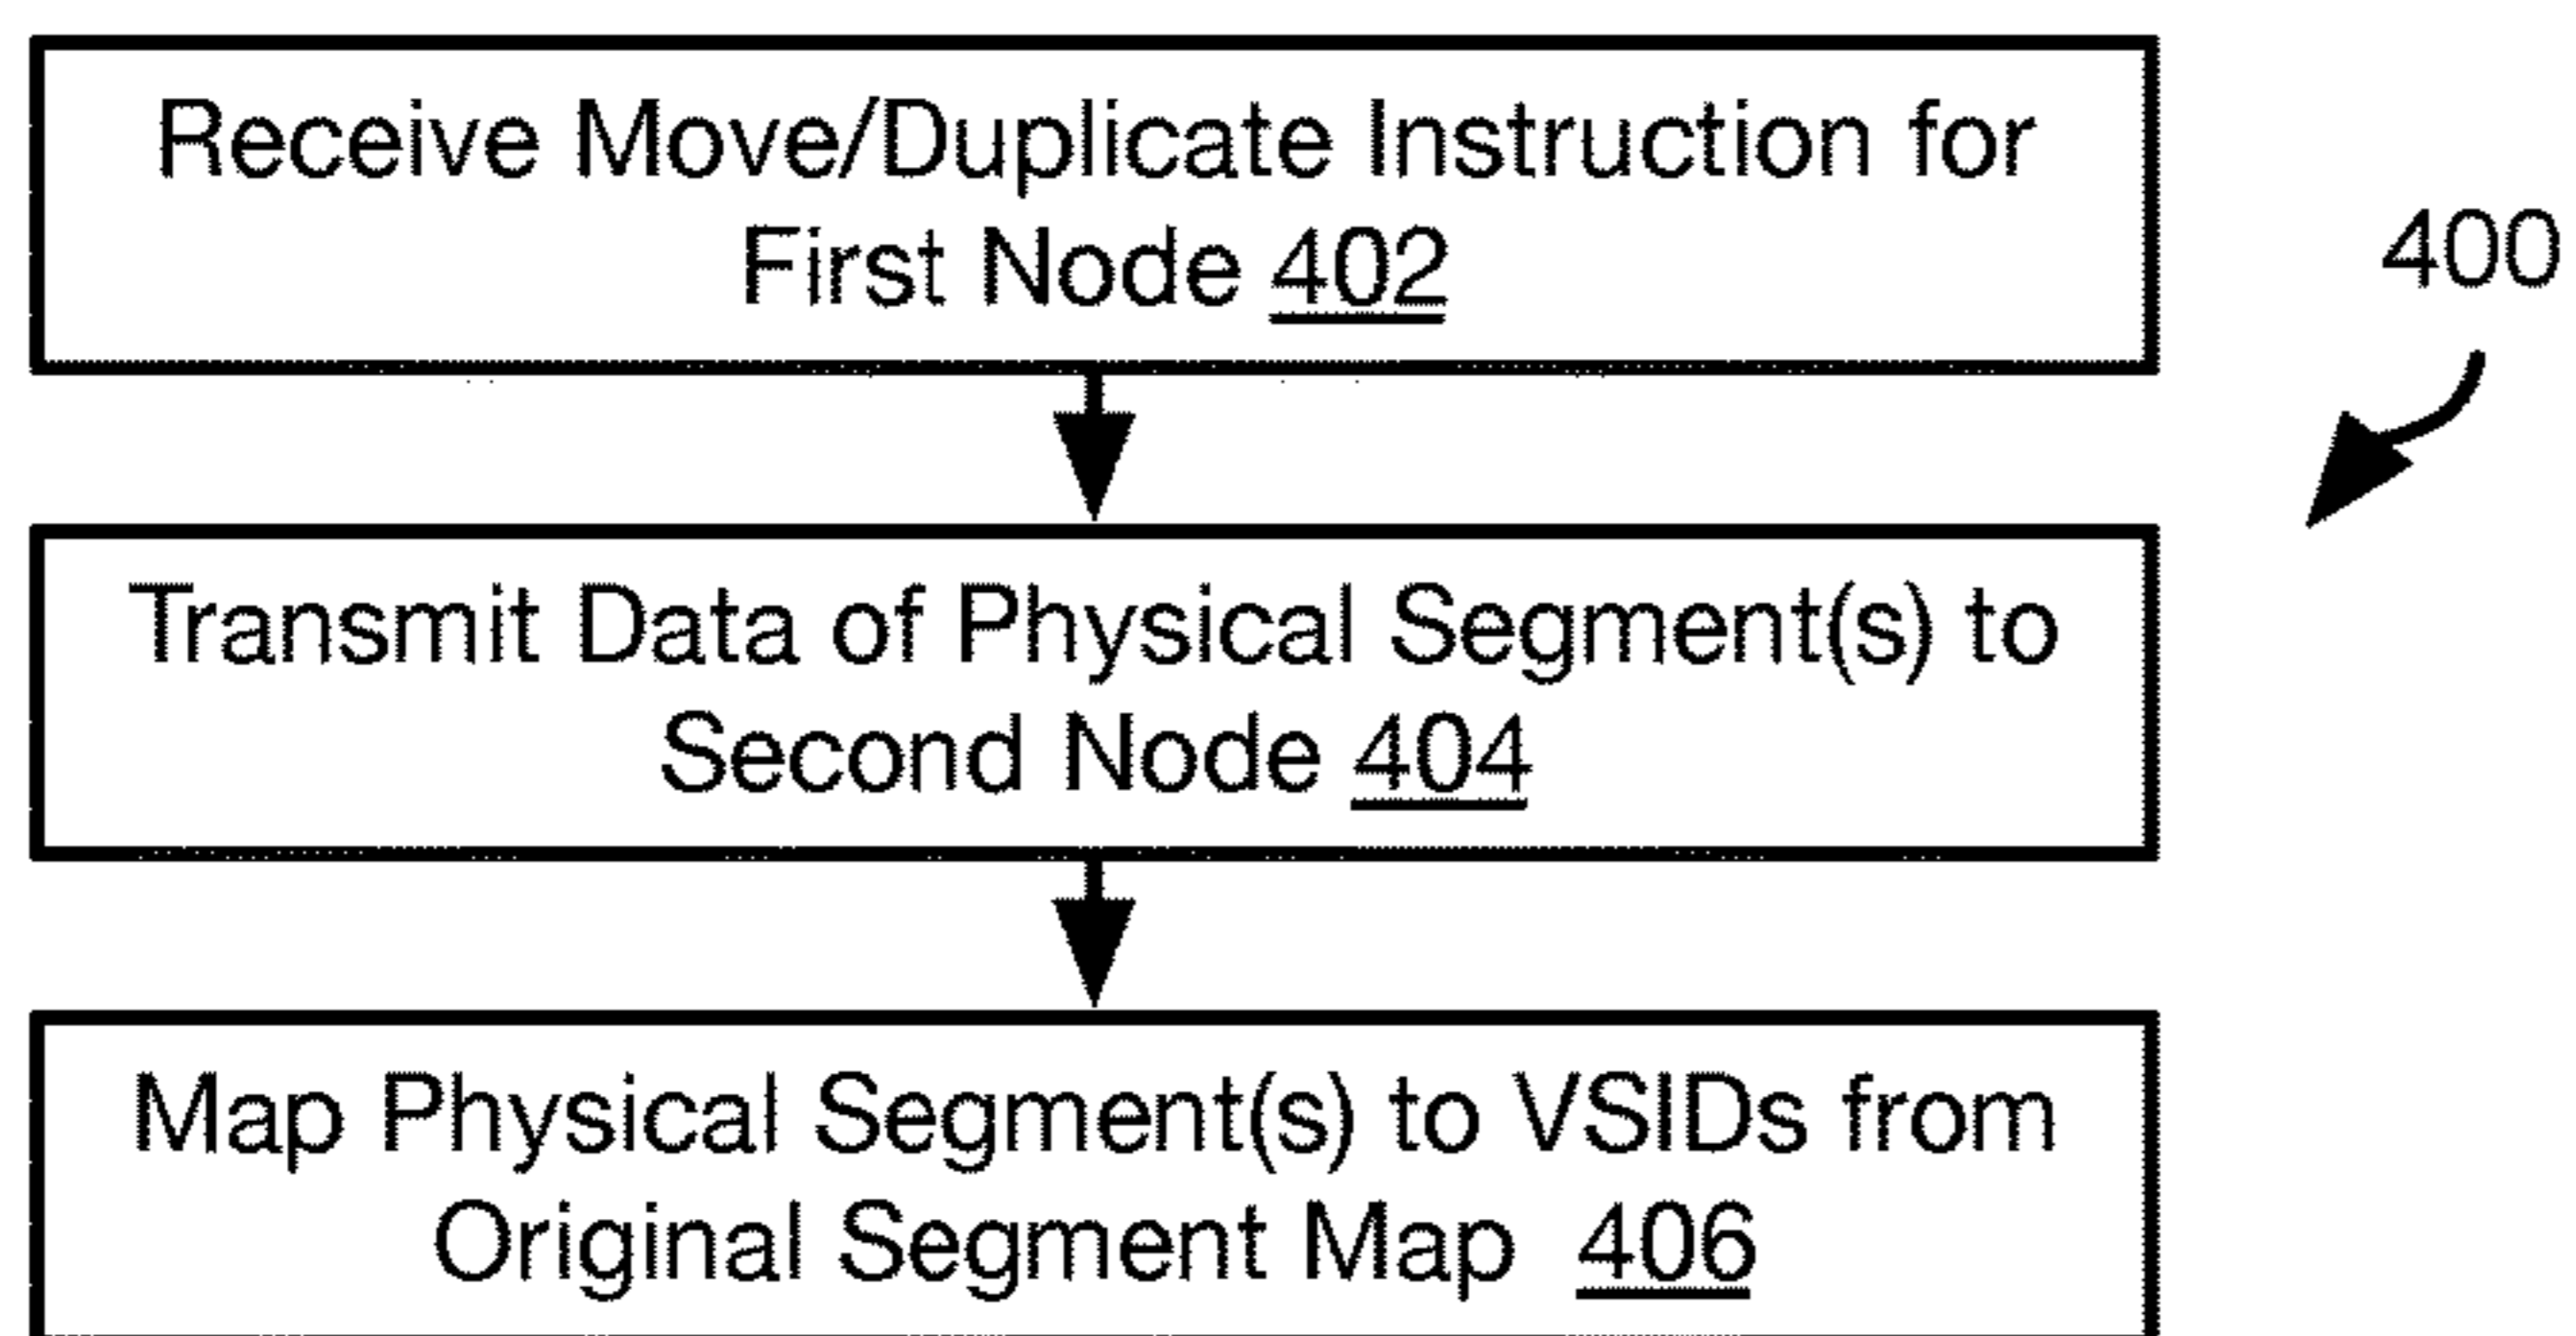 Receive Move/Duplicate Instruction for
First Node 402
400
Transmit Data of Physical Segment(s) to
Second Node 404
Map Physical Segment(s) to VSIDs from
Original Segment Map 406